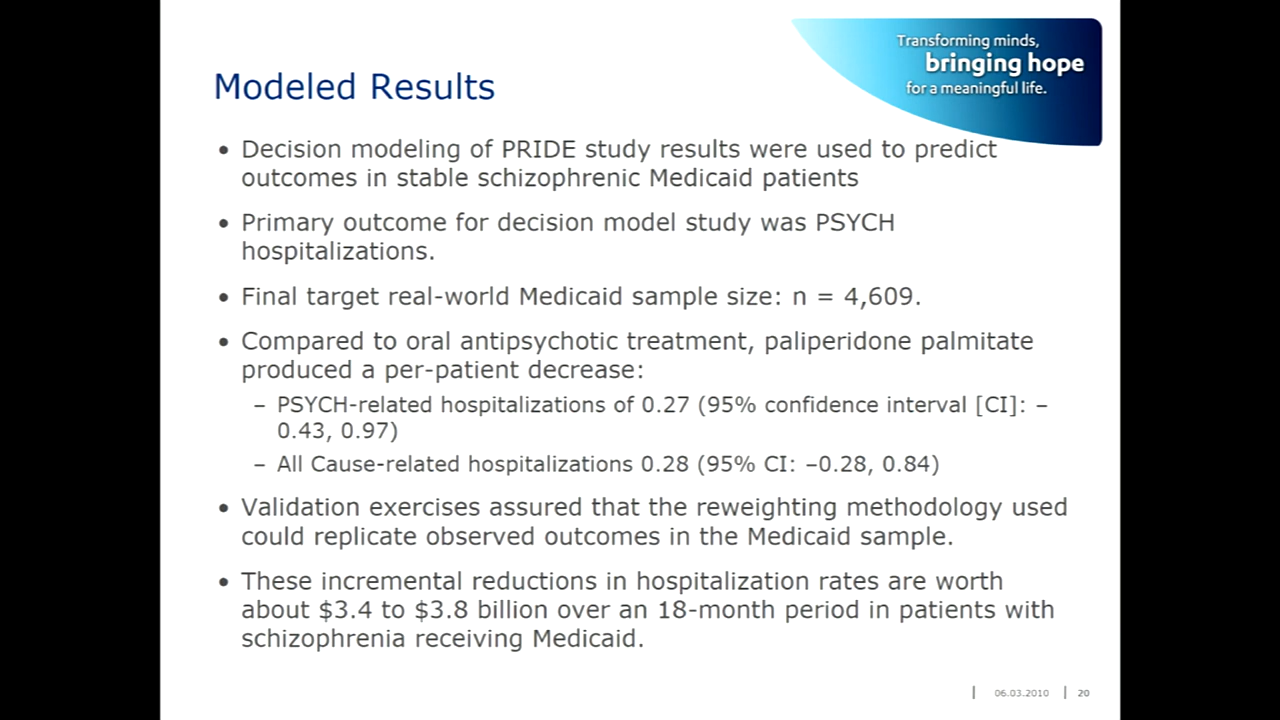 Transforming minds,
bringing hope
for a meaningful life.
Modeled Results
• Decision modeling of PRIDE study results were used to predict
outcomes in stable schizophrenic Medicaid patients
• Primary outcome for decision model study was PSYCH
hospitalizations.
• Final target real-world Medicaid sample size: n = 4,609.
• Compared to oral antipsychotic treatment, paliperidone palmitate
produced a per-patient decrease:
– PSYCH-related hospitalizations of 0.27 (95% confidence interval [CI]: –
0.43, 0.97)
– All Cause-related hospitalizations 0.28 (95% CI: –0.28, 0.84)
• Validation exercises assured that the reweighting methodology used
could replicate observed outcomes in the Medicaid sample.
• These incremental reductions in hospitalization rates are worth
about $3.4 to $3.8 billion over an 18-month period in patients with
schizophrenia receiving Medicaid.
| 06.03.2010 | 20